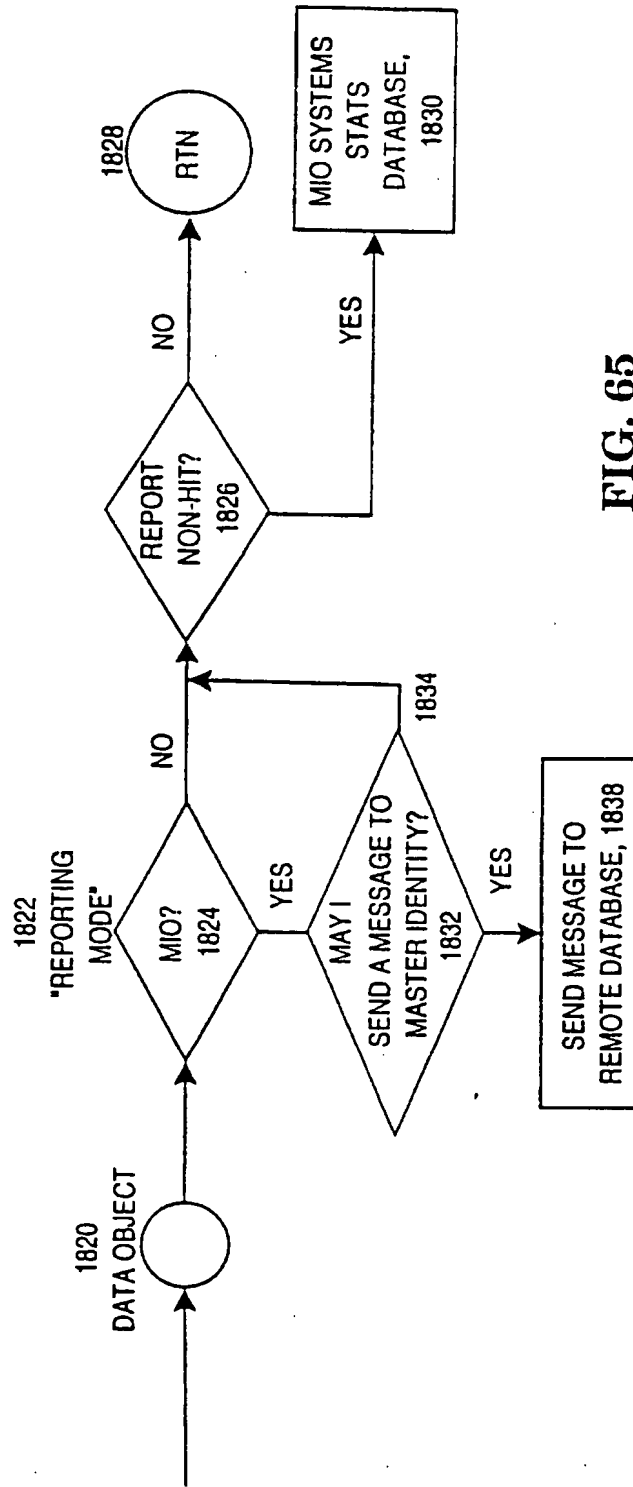 1820
DATA OBJECT
1822
"REPORTING
MODE"
MIO?
1824
NO
YES
MAY I
SEND A MESSAGE TO
MASTER IDENTITY?
1832
1834
YES
SEND MESSAGE TO
REMOTE DATABASE, 1838
REPORT
NON-HIT?
1826
NO
1828
RTN
YES
MIO SYSTEMS
STATS
DATABASE,
1830
FIG. 65